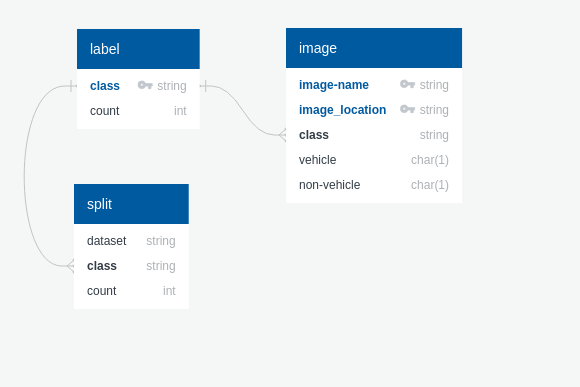 label
class string
count int
image
image-name string
image_location string
class string
vehicle char(1)
non-vehicle char(1)
split
dataset string
class string
count int